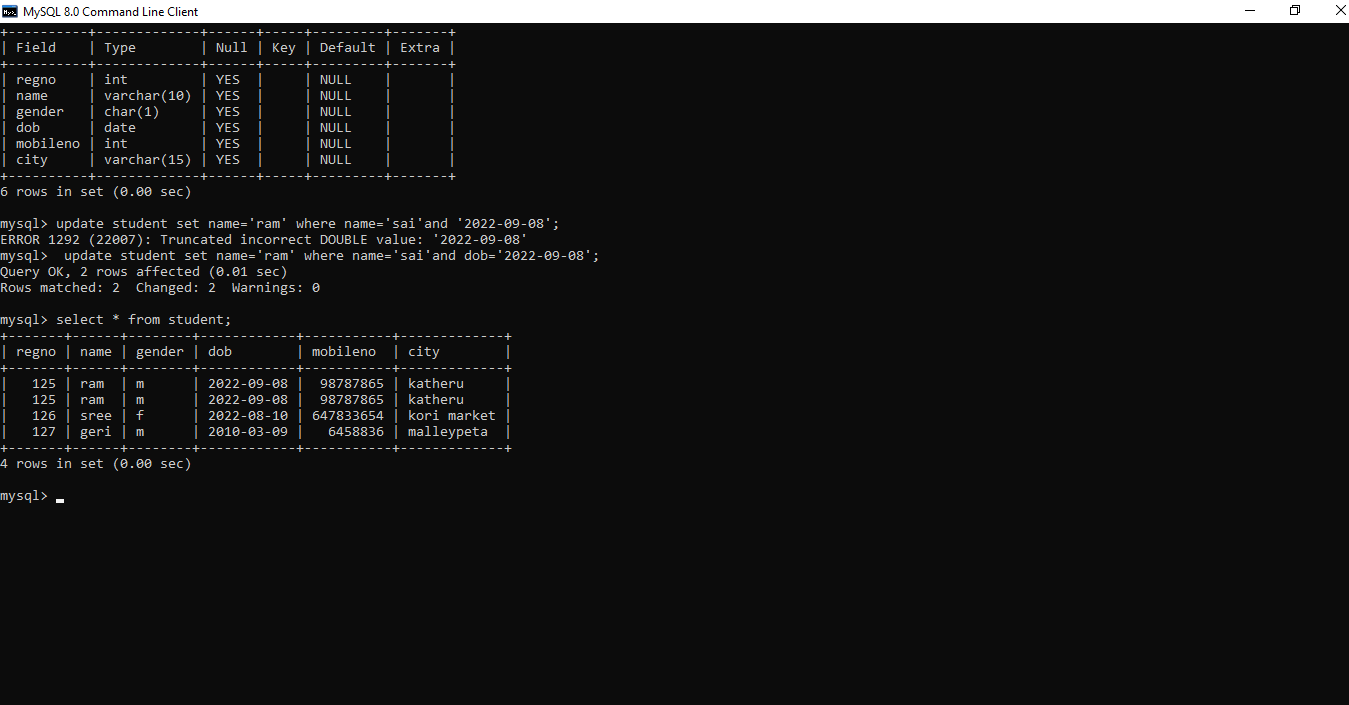 MySQL 8.0 Command Line Client
+----------+-------------+------+-----+---------+-------+
| Field    | Type        | Null | Key | Default | Extra |
+----------+-------------+------+-----+---------+-------+
| regno    | int         | YES  |     | NULL    |       |
| name     | varchar(10) | YES  |     | NULL    |       |
| gender   | char(1)     | YES  |     | NULL    |       |
| dob      | date        | YES  |     | NULL    |       |
| mobileno | int         | YES  |     | NULL    |       |
| city     | varchar(15) | YES  |     | NULL    |       |
+----------+-------------+------+-----+---------+-------+
6 rows in set (0.00 sec)
mysql> update student set name='ram' where name='sai'and '2022-09-08';
ERROR 1292 (22007): Truncated incorrect DOUBLE value: '2022-09-08'
mysql>  update student set name='ram' where name='sai'and dob='2022-09-08';
Query OK, 2 rows affected (0.01 sec)
Rows matched: 2  Changed: 2  Warnings: 0
mysql> select * from student;
+-------+------+--------+------------+-----------+-------------+
| regno | name | gender | dob        | mobileno  | city        |
+-------+------+--------+------------+-----------+-------------+
|   125 | ram  | m      | 2022-09-08 |  98787865 | katheru     |
|   125 | ram  | m      | 2022-09-08 |  98787865 | katheru     |
|   126 | sree | f      | 2022-08-10 | 647833654 | kori market |
|   127 | geri | m      | 2010-03-09 |   6458836 | malleypeta  |
+-------+------+--------+------------+-----------+-------------+
4 rows in set (0.00 sec)
mysql> _